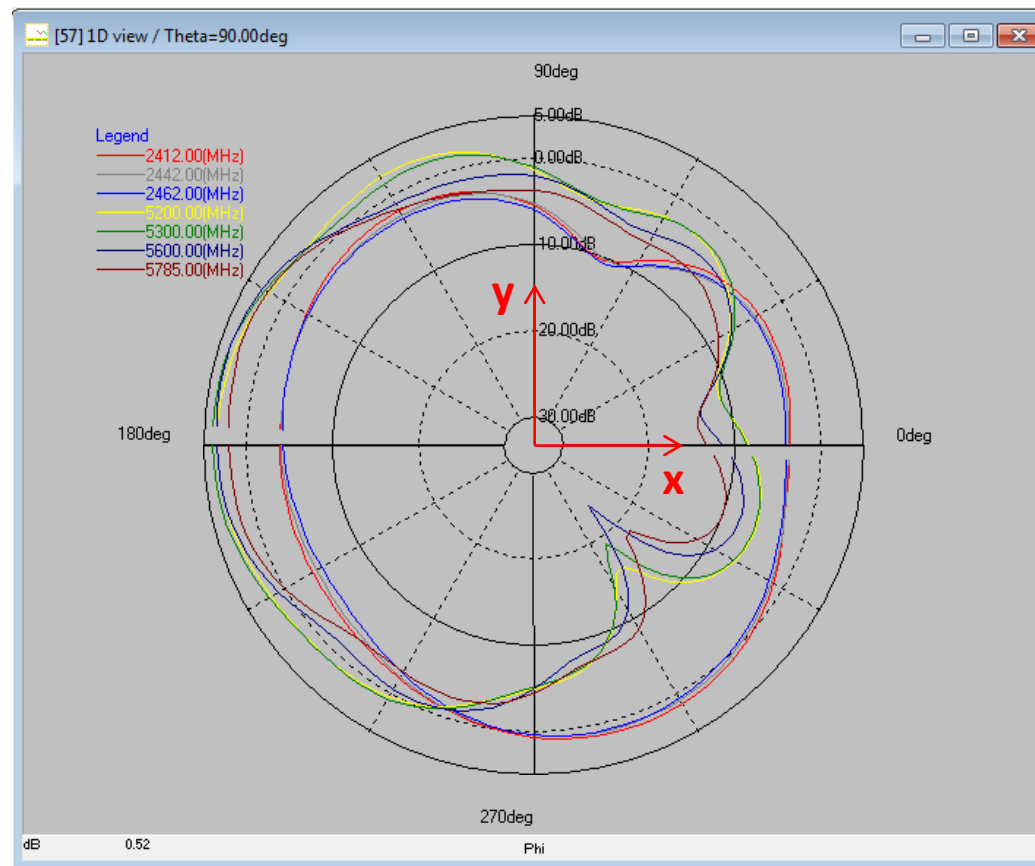 [57] 1D view / Theta=90.00deg
90deg
5.00dB
0.00dB
-10.00dB
-20.00dB
-30.00dB
Legend
2412.00(MHz)
2442.00(MHz)
2462.00(MHz)
5200.00(MHz)
5300.00(MHz)
5600.00(MHz)
5785.00(MHz)
y
x
180deg
0deg
270deg
dB 0.52 Phi